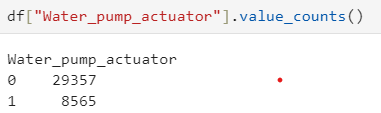 df["Water_pump_actuator"].value_counts()
Water_pump_actuator
0    29357
1     8565